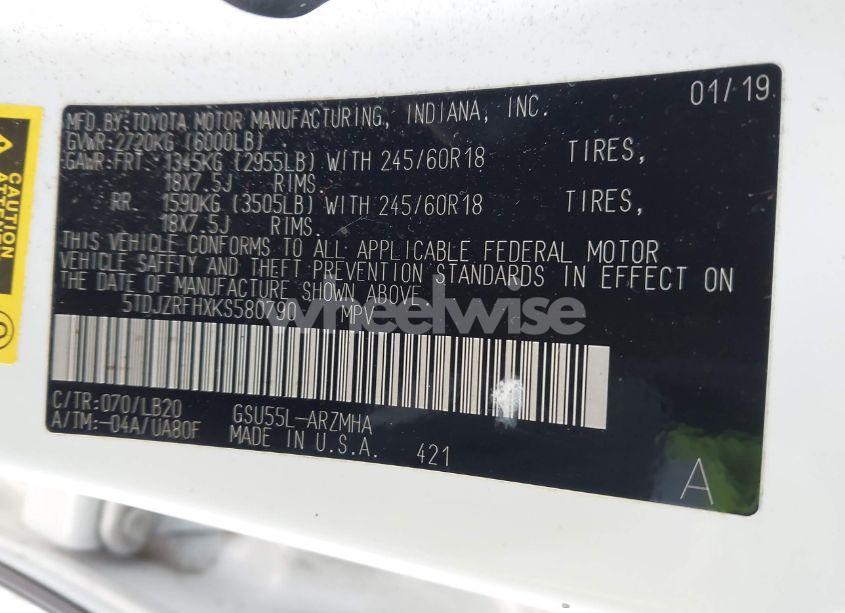 CAUTION
01/19
MFD.BY:TOYOTA MOTOR MANUFACTURING, INDIANA, INC.
GVWR:2720KG (6000LB)
GAWR:FRT. 1345KG (2955LB) WITH 245/60R18 TIRES,
18X7.5J RIMS.
RR. 1590KG (3505LB) WITH 245/60R18 TIRES,
18X7.5J RIMS.
THIS VEHICLE CONFORMS TO ALL APPLICABLE FEDERAL MOTOR
VEHICLE SAFETY AND THEFT PREVENTION STANDARDS IN EFFECT ON
THE DATE OF MANUFACTURE SHOWN ABOVE.
5TDJZRFHXKS580790 MPV
wheelwise
C/TR:070/LB20 GSU55L-ARZMHA
A/TM:-04A/UA80F MADE IN U.S.A. 421
A